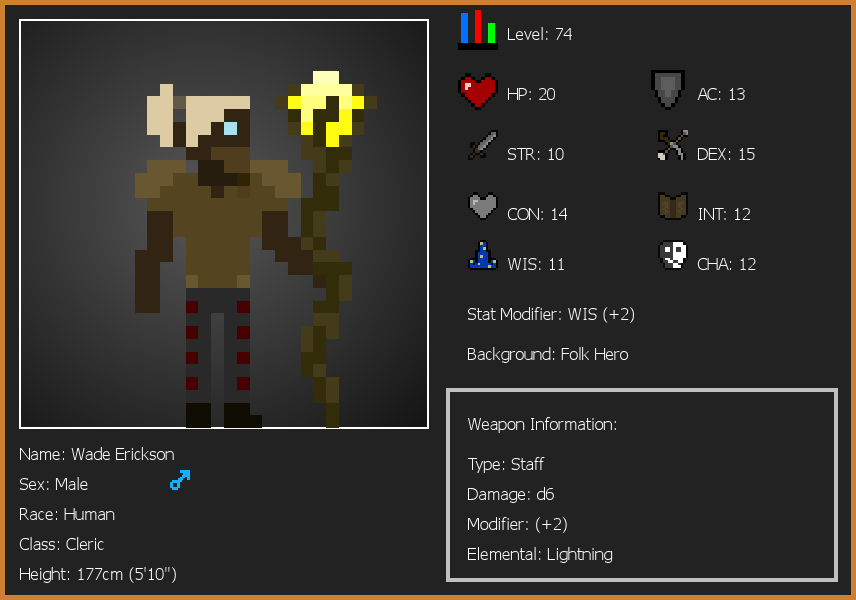 Level: 74
HP: 20
AC: 13
STR: 10
DEX: 15
CON: 14
INT: 12
WIS: 11
CHA: 12
Stat Modifier: WIS (+2)
Background: Folk Hero
Weapon Information:
Type: Staff
Damage: d6
Modifier: (+2)
Elemental: Lightning
Name: Wade Erickson
Sex: Male
Race: Human
Class: Cleric
Height: 177cm (5'10")